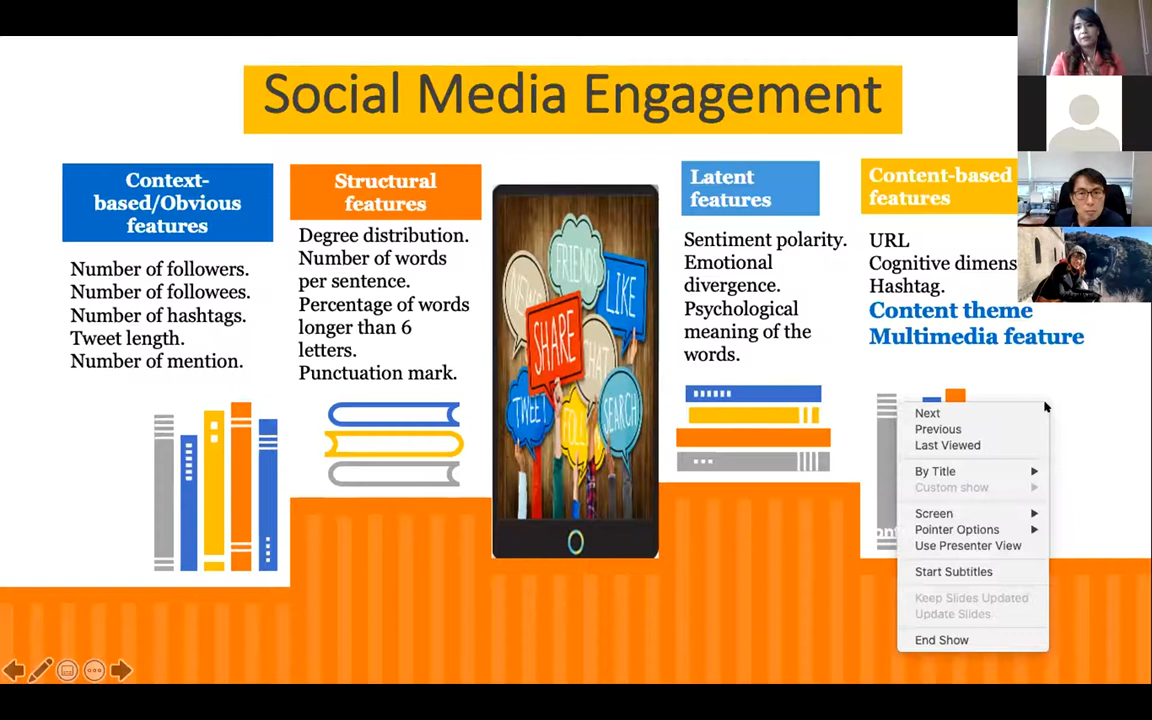 Social Media Engagement
Context-
based/Obvious
features
Number of followers.
Number of followees.
Number of hashtags.
Tweet length.
Number of mention.
Structural
features
Degree distribution.
Number of words
per sentence.
Percentage of words
longer than 6
letters.
Punctuation mark.
FRIENDS
LIKE
SHARE
CHAT
TWEET
SEARCH
Latent
features
Sentiment polarity.
Emotional
divergence.
Psychological
meaning of the
words.
Content-based
features
URL
Cognitive dimens
Hashtag.
Content theme
Multimedia feature
Next
Previous
Last Viewed
By Title
Custom show
Screen
Pointer Options
Use Presenter View
Start Subtitles
Keep Slides Updated
Update Slides
End Show